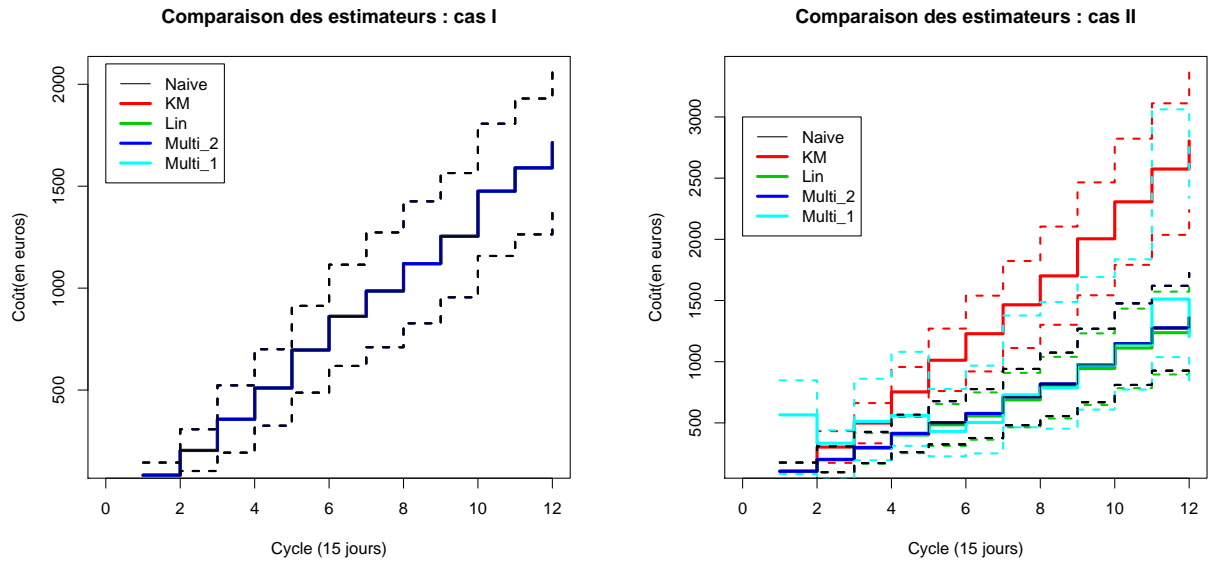 Comparaison des estimateurs : cas I
Coût(en euros)
2000
1500
1000
500
Naive
KM
Lin
Multi_2
Multi_1
0 2 4 6 8 10 12
Cycle (15 jours)
Comparaison des estimateurs : cas II
Coût(en euros)
3000
2500
2000
1500
1000
500
Naive
KM
Lin
Multi_2
Multi_1
0 2 4 6 8 10 12
Cycle (15 jours)